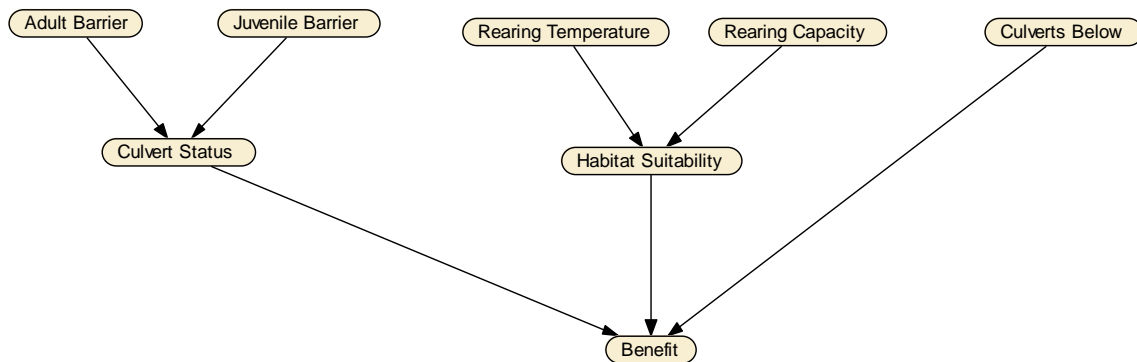 Adult Barrier
Juvenile Barrier
Rearing Temperature
Rearing Capacity
Culverts Below
Culvert Status
Habitat Suitability
Benefit